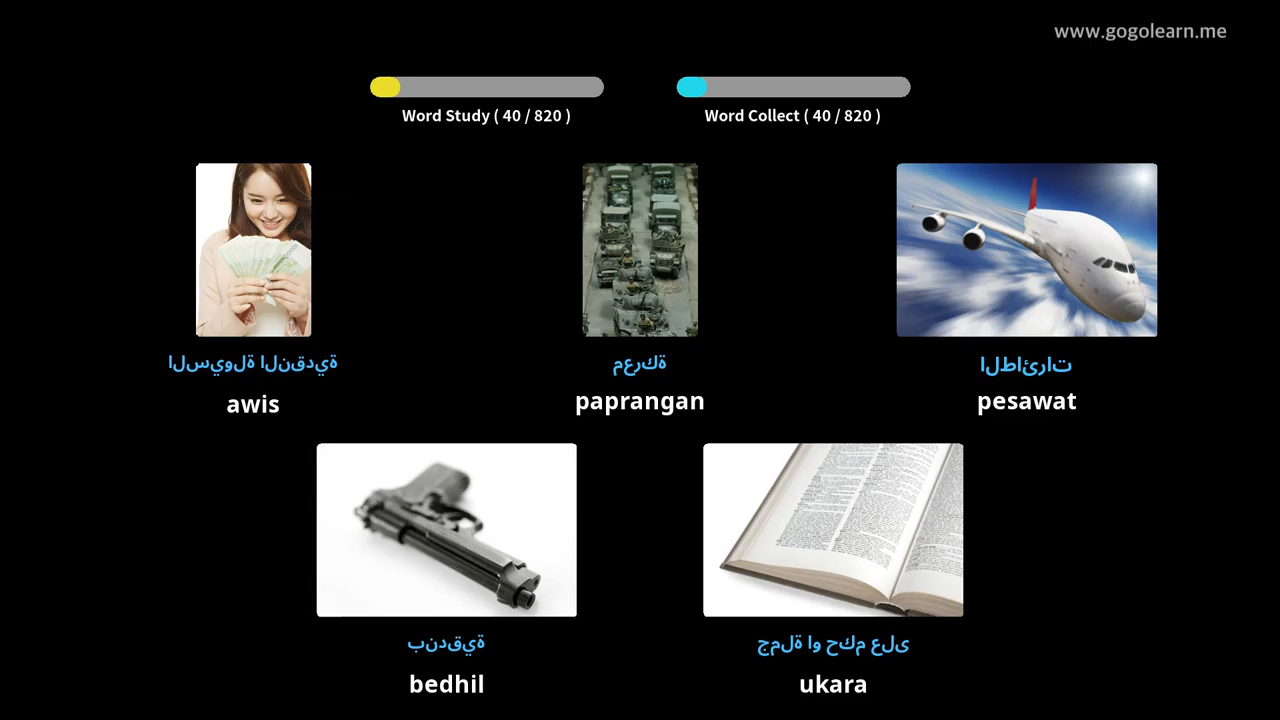 www.gogolearn.me
Word Study ( 40 / 820 )
Word Collect ( 40 / 820 )
السيولة النقدية
awis
معركة
paprangan
الطائرات
pesawat
بندقية
bedhil
جملة او حكم على
ukara